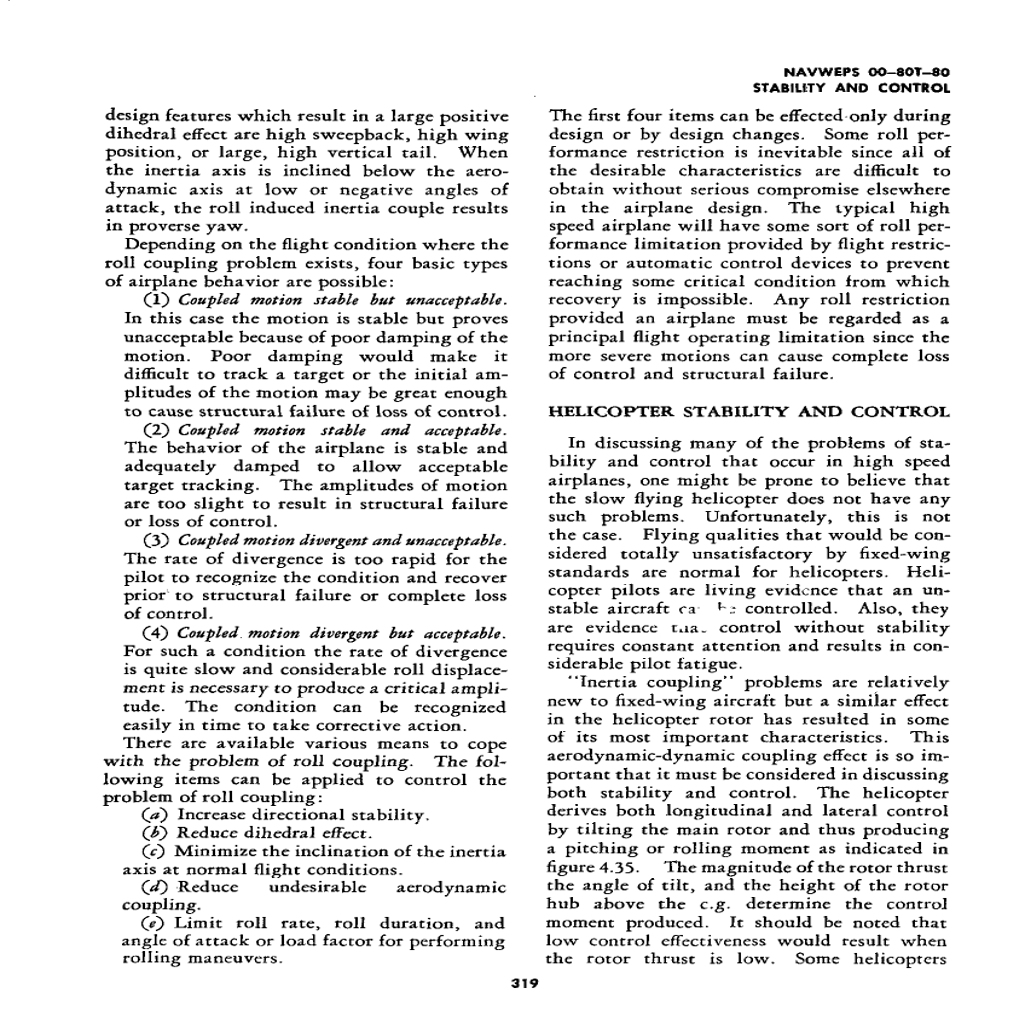 NAVWEPS 00-80T-80
STABILITY AND CONTROL
design features which result in a large positive
dihedral effect are high sweepback, high wing
position, or large, high vertical tail. When
the inertia axis is inclined below the aero-
dynamic axis at low or negative angles of
attack, the roll induced inertia couple results
in proverse yaw.
Depending on the flight condition where the
roll coupling problem exists, four basic types
of airplane behavior are possible:
(1) Coupled motion stable but unacceptable.
In this case the motion is stable but proves
unacceptable because of poor damping of the
motion. Poor damping would make it
difficult to track a target or the initial am-
plitudes of the motion may be great enough
to cause structural failure of loss of control.
(2) Coupled motion stable and acceptable.
The behavior of the airplane is stable and
adequately damped to allow acceptable
target tracking. The amplitudes of motion
are too slight to result in structural failure
or loss of control.
(3) Coupled motion divergent and unacceptable.
The rate of divergence is too rapid for the
pilot to recognize the condition and recover
prior to structural failure or complete loss
of control.
(4) Coupled motion divergent but acceptable.
For such a condition the rate of divergence
is quite slow and considerable roll displace-
ment is necessary to produce a critical ampli-
tude. The condition can be recognized
easily in time to take corrective action.
There are available various means to cope
with the problem of roll coupling. The fol-
lowing items can be applied to control the
problem of roll coupling:
(a) Increase directional stability.
(b) Reduce dihedral effect.
(c) Minimize the inclination of the inertia
axis at normal flight conditions.
(d) Reduce undesirable aerodynamic
coupling.
(e) Limit roll rate, roll duration, and
angle of attack or load factor for performing
rolling maneuvers.
The first four items can be effected only during
design or by design changes. Some roll per-
formance restriction is inevitable since all of
the desirable characteristics are difficult to
obtain without serious compromise elsewhere
in the airplane design. The typical high
speed airplane will have some sort of roll per-
formance limitation provided by flight restric-
tions or automatic control devices to prevent
reaching some critical condition from which
recovery is impossible. Any roll restriction
provided an airplane must be regarded as a
principal flight operating limitation since the
more severe motions can cause complete loss
of control and structural failure.
HELICOPTER STABILITY AND CONTROL
In discussing many of the problems of sta-
bility and control that occur in high speed
airplanes, one might be prone to believe that
the slow flying helicopter does not have any
such problems. Unfortunately, this is not
the case. Flying qualities that would be con-
sidered totally unsatisfactory by fixed-wing
standards are normal for helicopters. Heli-
copter pilots are living evidence that an un-
stable aircraft controlled. Also, they
are evidence control without stability
requires constant attention and results in con-
siderable pilot fatigue.
"Inertia coupling" problems are relatively
new to fixed-wing aircraft but a similar effect
in the helicopter rotor has resulted in some
of its most important characteristics. This
aerodynamic-dynamic coupling effect is so im-
portant that it must be considered in discussing
both stability and control. The helicopter
derives both longitudinal and lateral control
by tilting the main rotor and thus producing
a pitching or rolling moment as indicated in
figure 4.35. The magnitude of the rotor thrust
the angle of tilt, and the height of the rotor
hub above the c.g. determine the control
moment produced. It should be noted that
low control effectiveness would result when
the rotor thrust is low. Some helicopters
319